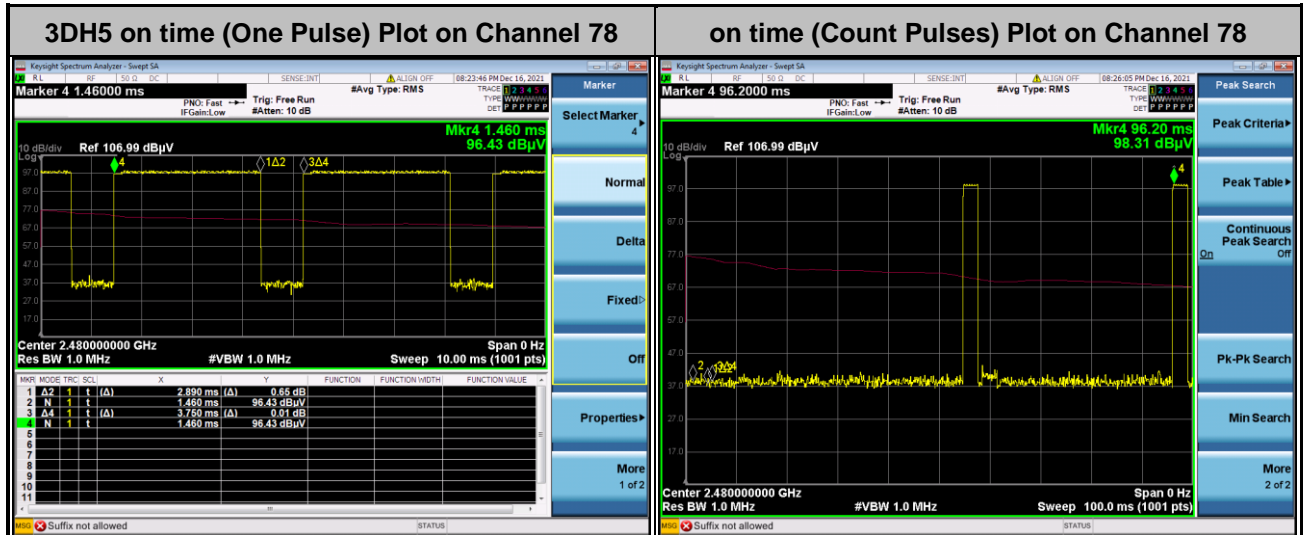 3DH5 on time (One Pulse) Plot on Channel 78
on time (Count Pulses) Plot on Channel 78
Keysight Spectrum Analyzer - Swept SA
RL RF 50 Ω DC SENSE:INT ALIGN OFF 08:23:46 PM Dec 16, 2021
Marker 4 1.46000 ms
PNO: Fast Trig: Free Run
IFGain:Low #Atten: 10 dB
#Avg Type: RMS
TRACE 1 2 3 4 5 6
TYPE WWWWWW
DET P P P P P P
Mkr4 1.460 ms
96.43 dBµV
10 dB/div Ref 106.99 dBµV
Log
4 1Δ2 3Δ4
97.0
87.0
77.0
67.0
57.0
47.0
37.0
27.0
17.0
Center 2.480000000 GHz Span 0 Hz
Res BW 1.0 MHz #VBW 1.0 MHz Sweep 10.00 ms (1001 pts)
MKR MODE TRC SCL X Y FUNCTION FUNCTION WIDTH FUNCTION VALUE
1 Δ2 1 t (Δ) 2.890 ms (Δ) 0.65 dB
2 N 1 t 1.460 ms 96.43 dBµV
3 Δ4 1 t (Δ) 3.750 ms (Δ) 0.01 dB
4 N 1 t 1.460 ms 96.43 dBµV
5
6
7
8
9
10
11
MSG Suffix not allowed STATUS
Marker
Select Marker
4
Normal
Delta
Fixed
Off
Properties
More
1 of 2
Keysight Spectrum Analyzer - Swept SA
RL RF 50 Ω DC SENSE:INT ALIGN OFF 08:26:05 PM Dec 16, 2021
Marker 4 96.2000 ms
PNO: Fast Trig: Free Run
IFGain:Low #Atten: 10 dB
#Avg Type: RMS
TRACE 1 2 3 4 5 6
TYPE WWWWWW
DET P P P P P P
Mkr4 96.20 ms
98.31 dBµV
10 dB/div Ref 106.99 dBµV
Log
4
97.0
87.0
77.0
67.0
57.0
47.0
2
37.0
27.0
17.0
Center 2.480000000 GHz Span 0 Hz
Res BW 1.0 MHz #VBW 1.0 MHz Sweep 100.0 ms (1001 pts)
MSG Suffix not allowed STATUS
Peak Search
Peak Criteria
Peak Table
Continuous
Peak Search
On Off
Pk-Pk Search
Min Search
More
2 of 2